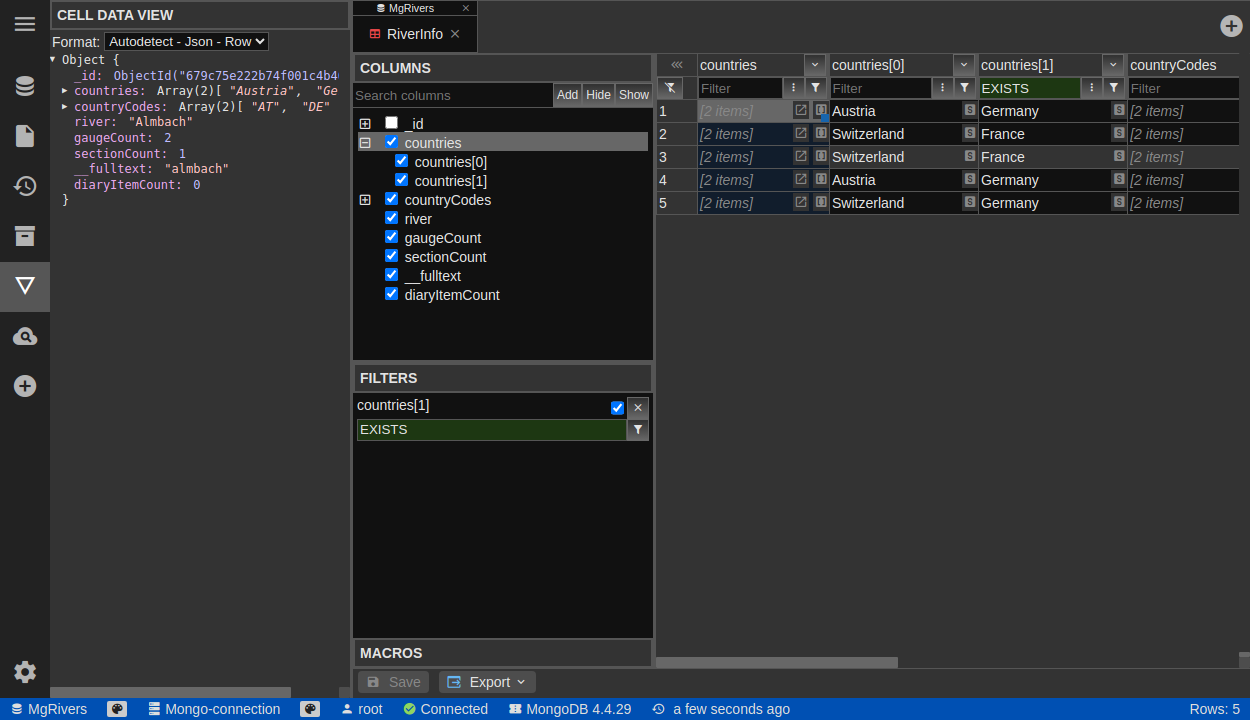 CELL DATA VIEW
Format: Autodetect - Json - Row
Object {
_id: ObjectId("679c75e222b74f001c4b4
countries: Array(2)[ "Austria", "Ge
countryCodes: Array(2)[ "AT", "DE"
river: "Almbach"
gaugeCount: 2
sectionCount: 1
__fulltext: "almbach"
diaryItemCount: 0
}
MgRivers
RiverInfo
COLUMNS
Search columns Add Hide Show
_id
countries
countries[0]
countries[1]
countryCodes
river
gaugeCount
sectionCount
__fulltext
diaryItemCount
FILTERS
countries[1]
EXISTS
MACROS
countries countries[0] countries[1] countryCodes
Filter Filter EXISTS Filter
1 [2 items] Austria Germany [2 items]
2 [2 items] Switzerland France [2 items]
3 [2 items] Switzerland France [2 items]
4 [2 items] Austria Germany [2 items]
5 [2 items] Switzerland Germany [2 items]
Save Export
MgRivers Mongo-connection root Connected MongoDB 4.4.29 a few seconds ago Rows: 5